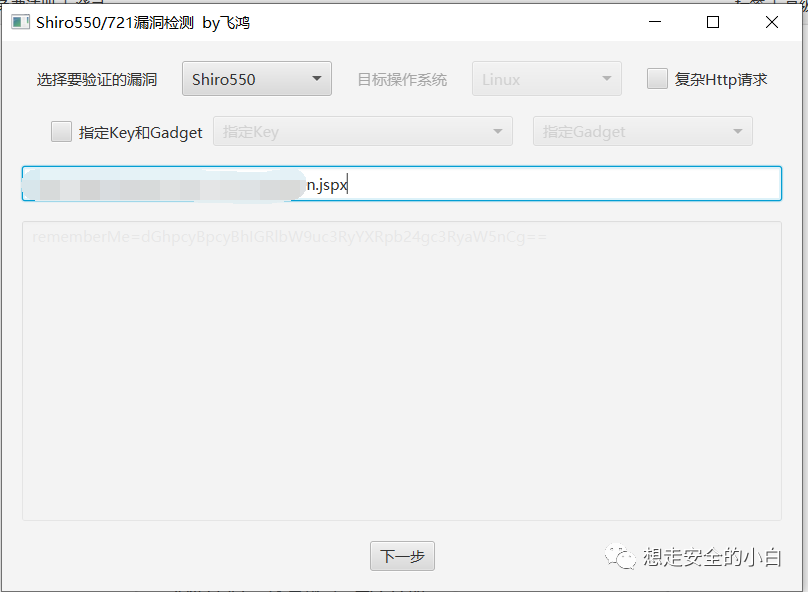 Shiro550/721漏洞检测 by飞鸿
选择要验证的漏洞 Shiro550 目标操作系统 Linux 复杂Http请求
指定Key和Gadget 指定Key 指定Gadget
n.jspx
rememberMe=dGhpcyBpcyBhIGRlbW9uc3RyYXRpb24gc3RyaW5nCg==
下一步
想走安全的小白